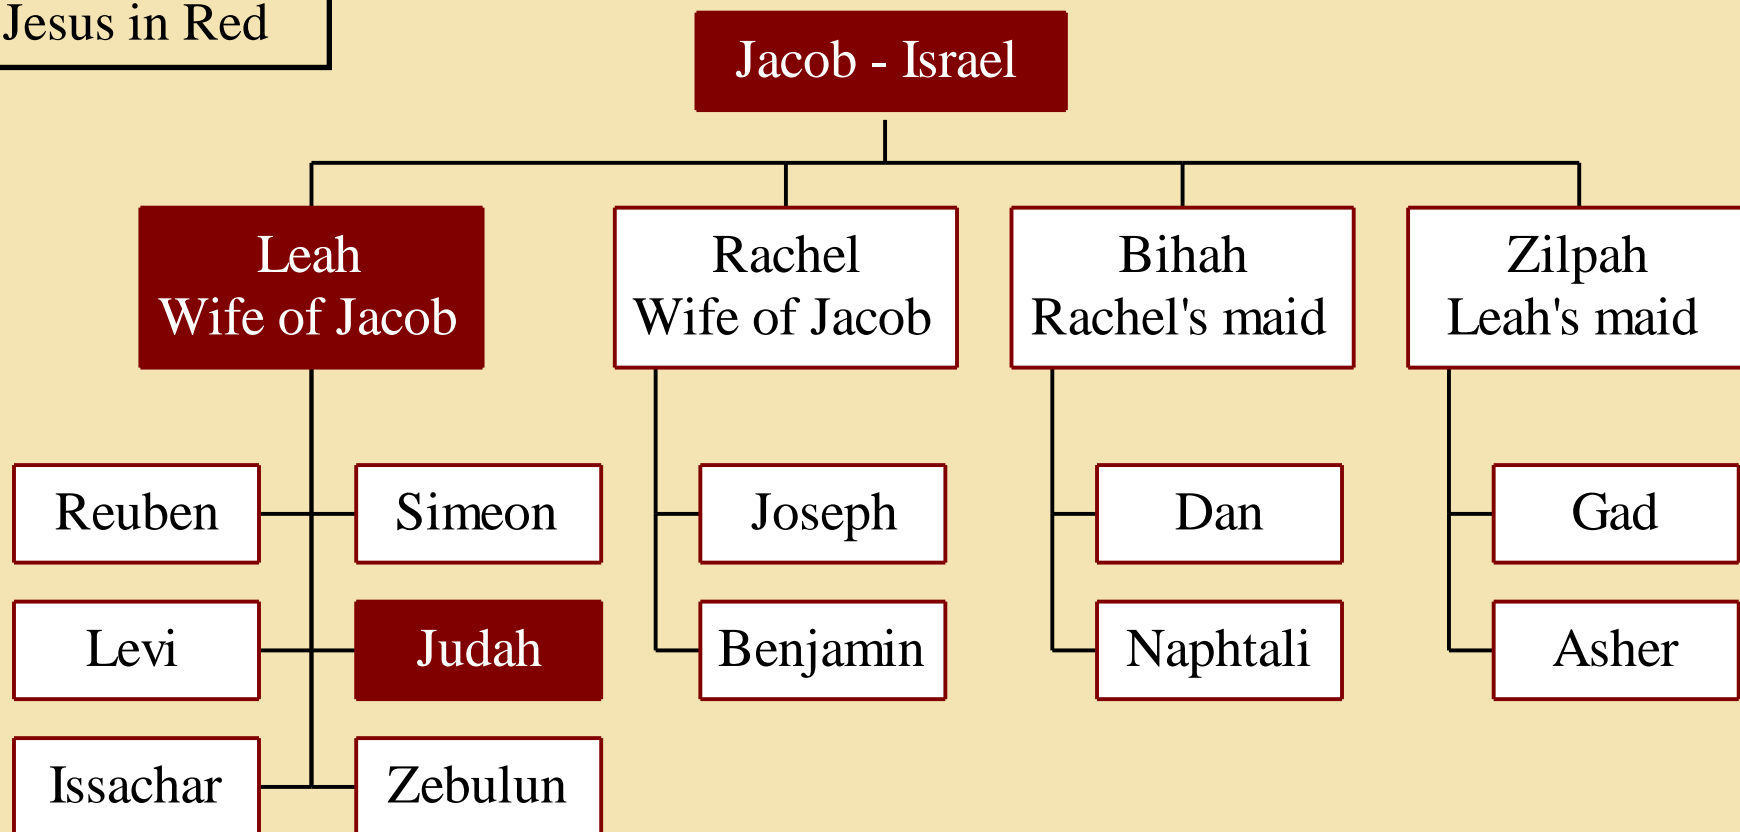 Jesus in Red
Jacob - Israel
Leah
Wife of Jacob
Rachel
Wife of Jacob
Bihah
Rachel's maid
Zilpah
Leah's maid
Reuben
Simeon
Joseph
Dan
Gad
Levi
Judah
Benjamin
Naphtali
Asher
Issachar
Zebulun